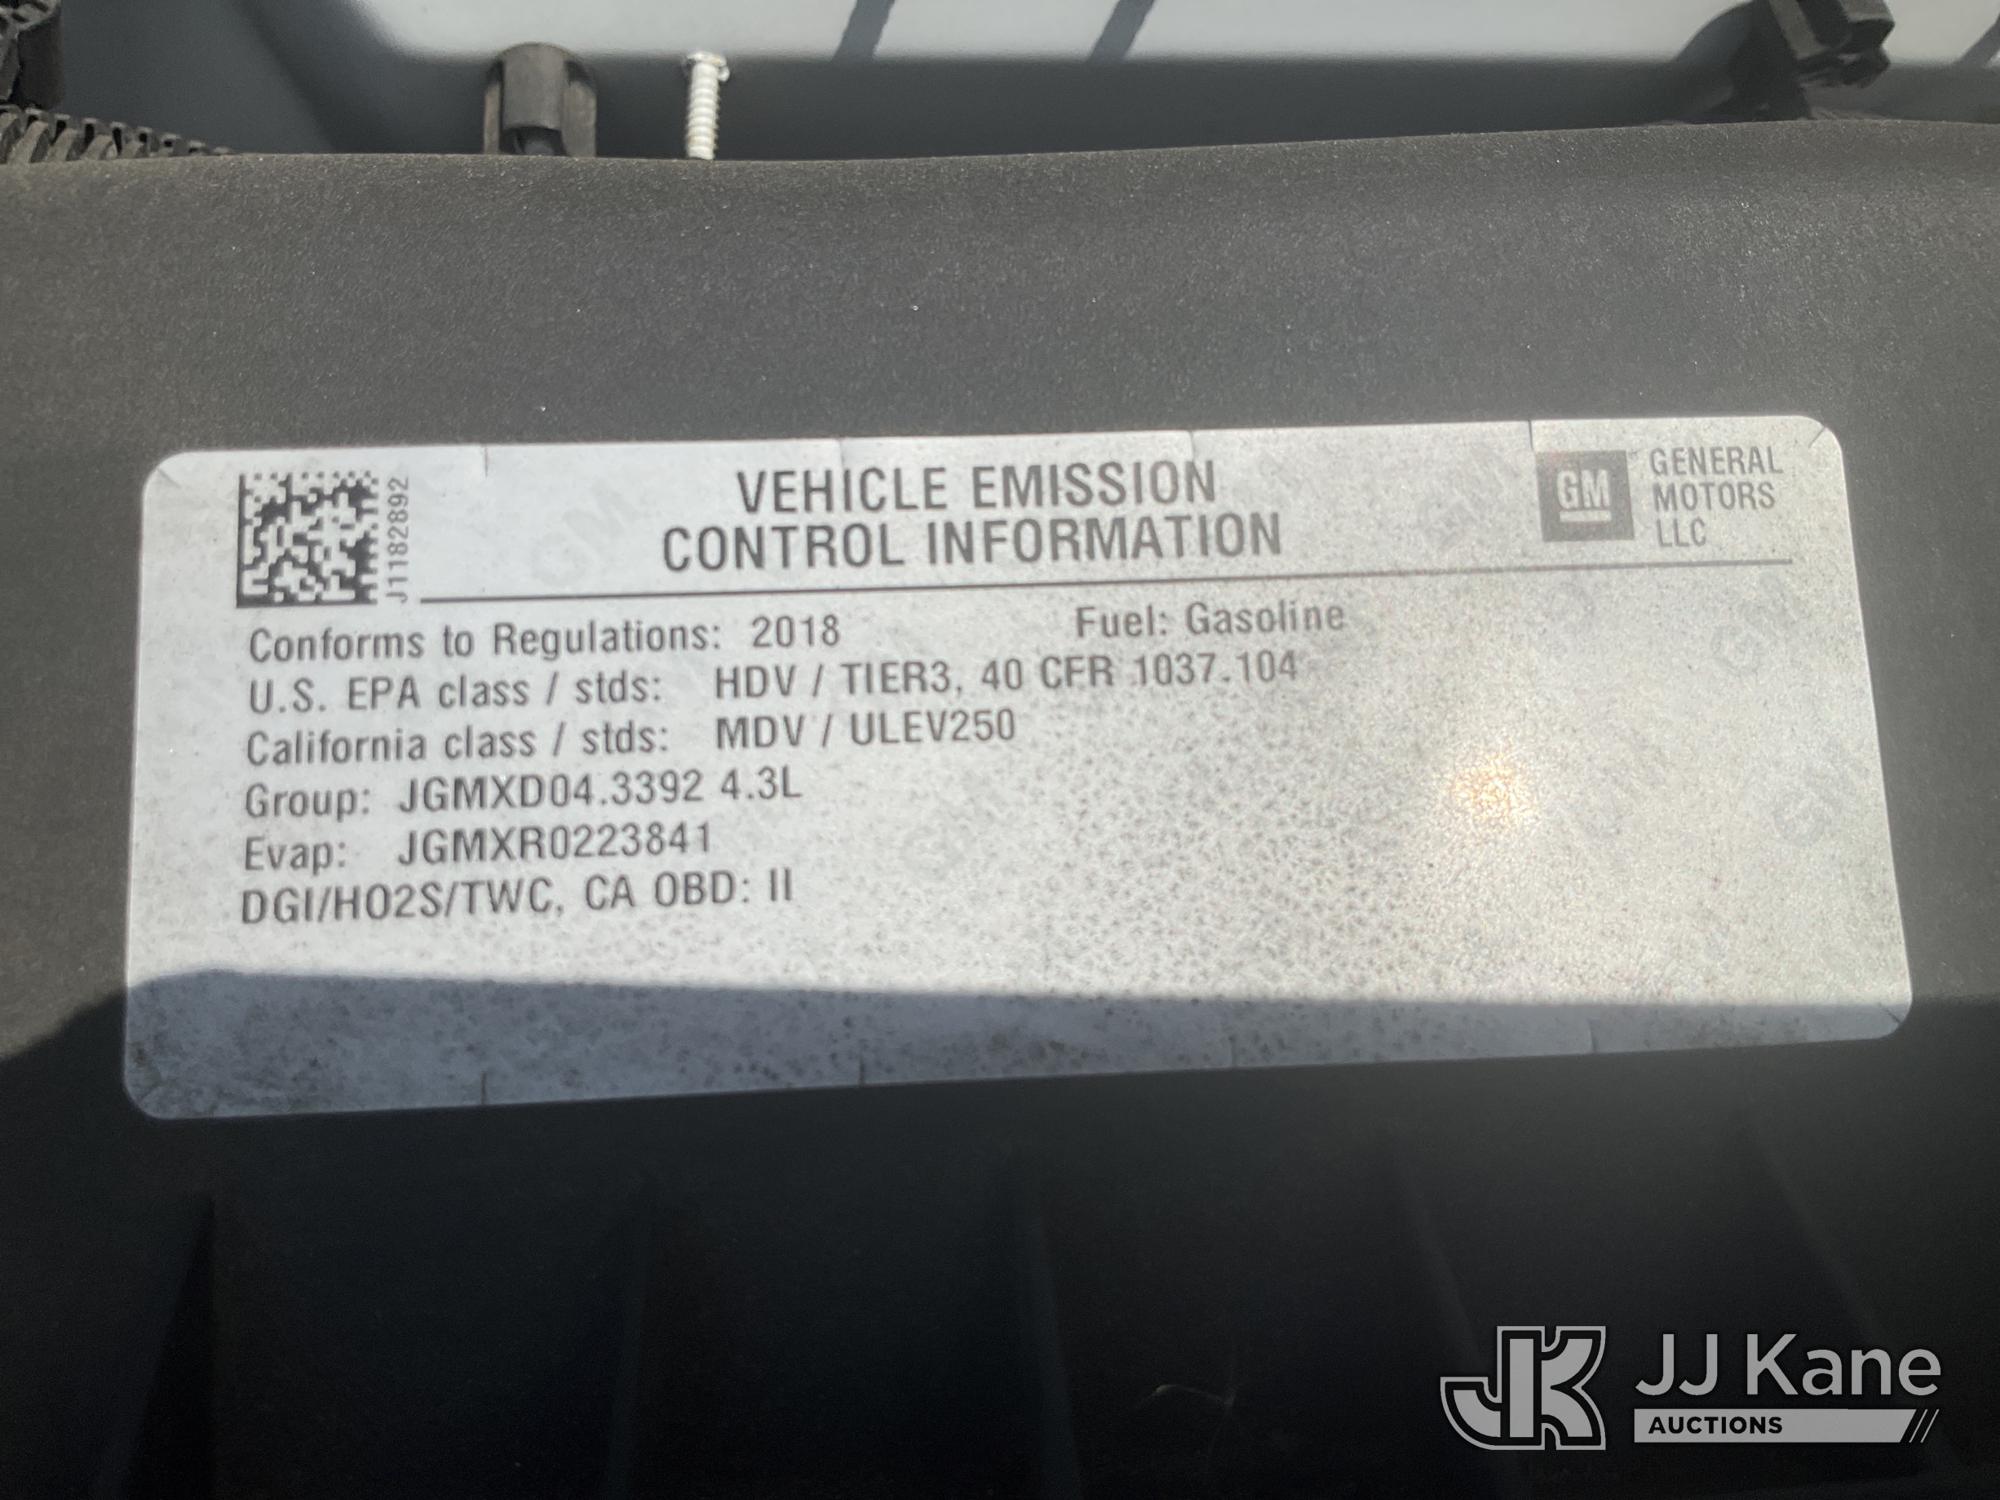 J1182892
VEHICLE EMISSION
CONTROL INFORMATION
GM
GENERAL
MOTORS
LLC
Conforms to Regulations: 2018 Fuel: Gasoline
U.S. EPA class / stds: HDV / TIER3, 40 CFR 1037.104
California class / stds: MDV / ULEV250
Group: JGMXD04.3392 4.3L
Evap: JGMXR0223841
DGI/HO2S/TWC, CA OBD: II
JK
JJ Kane
AUCTIONS